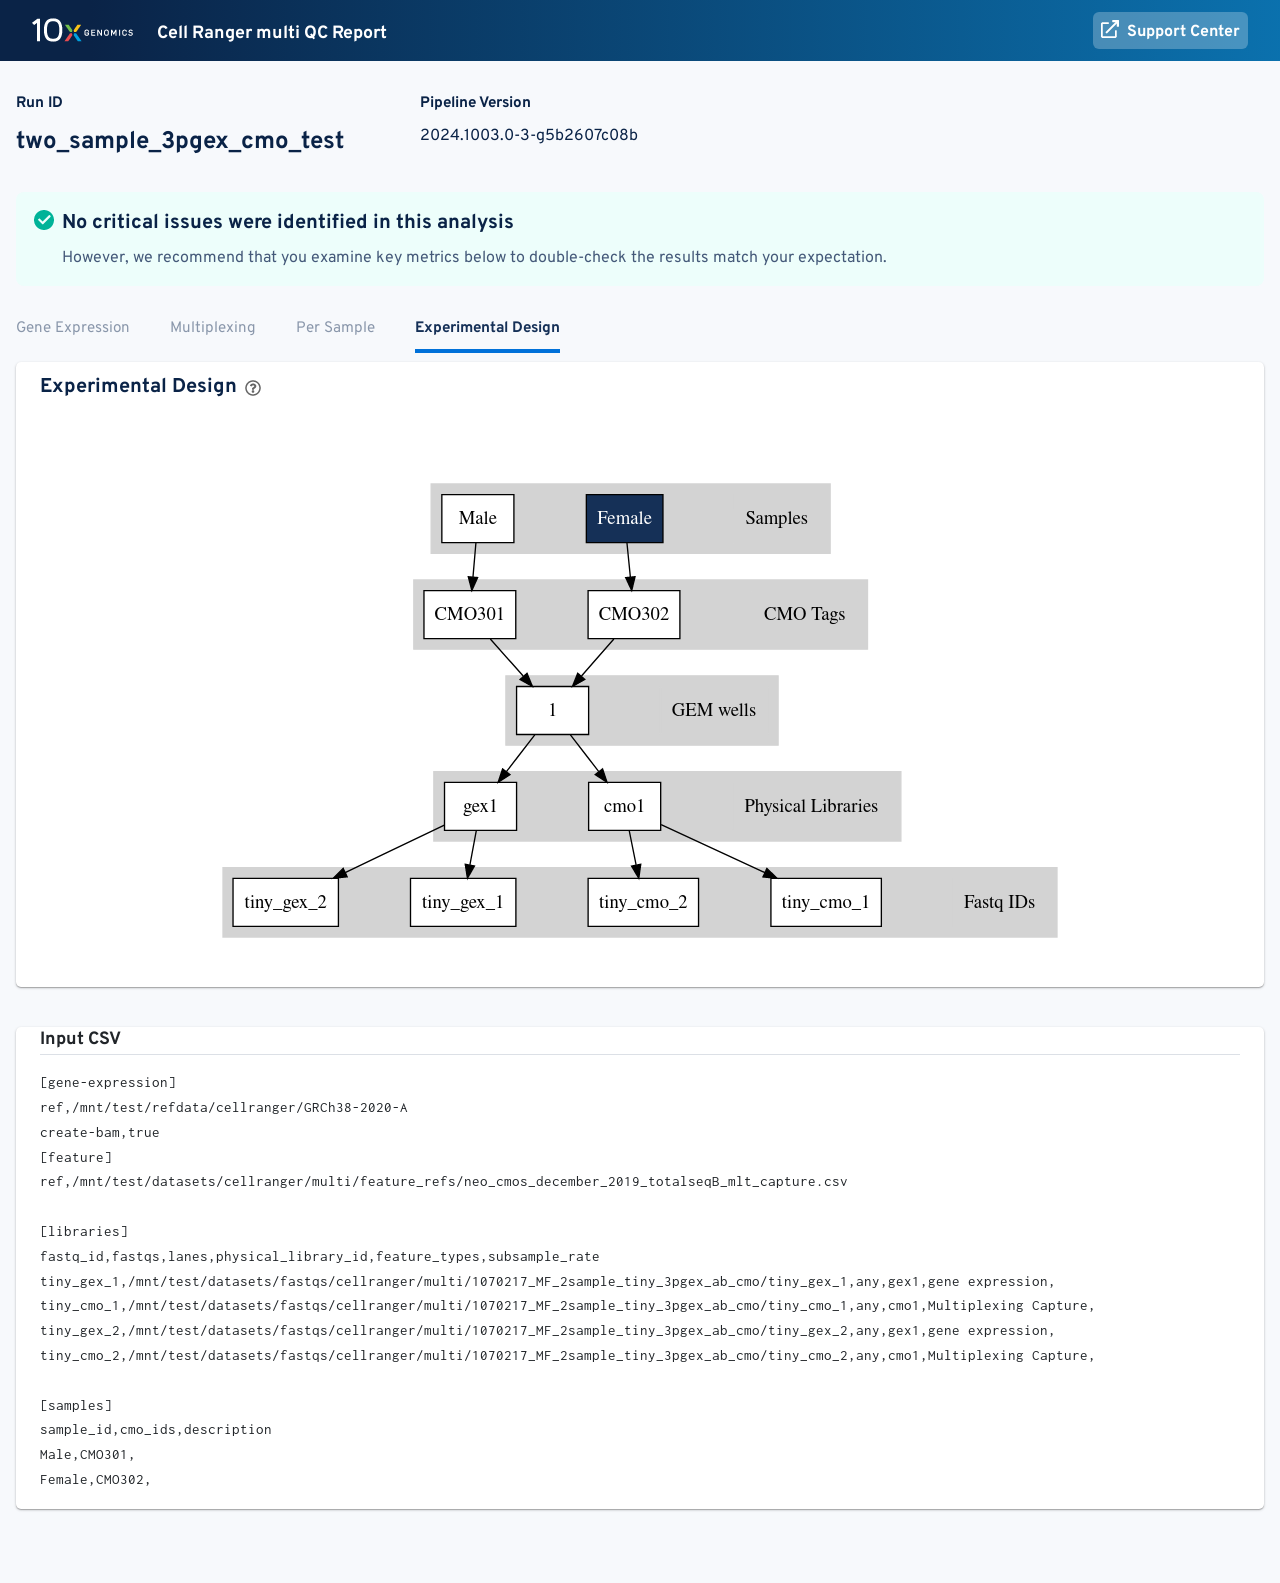 10X GENOMICS Cell Ranger multi QC Report Support Center
Run ID Pipeline Version
two_sample_3pgex_cmo_test 2024.1003.0-3-g5b2607c08b
No critical issues were identified in this analysis
However, we recommend that you examine key metrics below to double-check the results match your expectation.
Gene Expression Multiplexing Per Sample Experimental Design
Experimental Design ?
Male Female Samples
CMO301 CMO302 CMO Tags
1 GEM wells
gex1 cmo1 Physical Libraries
tiny_gex_2 tiny_gex_1 tiny_cmo_2 tiny_cmo_1 Fastq IDs
Input CSV
[gene-expression]
ref,/mnt/test/refdata/cellranger/GRCh38-2020-A
create-bam,true
[feature]
ref,/mnt/test/datasets/cellranger/multi/feature_refs/neo_cmos_december_2019_totalseqB_mlt_capture.csv
[libraries]
fastq_id,fastqs,lanes,physical_library_id,feature_types,subsample_rate
tiny_gex_1,/mnt/test/datasets/fastqs/cellranger/multi/1070217_MF_2sample_tiny_3pgex_ab_cmo/tiny_gex_1,any,gex1,gene expression,
tiny_cmo_1,/mnt/test/datasets/fastqs/cellranger/multi/1070217_MF_2sample_tiny_3pgex_ab_cmo/tiny_cmo_1,any,cmo1,Multiplexing Capture,
tiny_gex_2,/mnt/test/datasets/fastqs/cellranger/multi/1070217_MF_2sample_tiny_3pgex_ab_cmo/tiny_gex_2,any,gex1,gene expression,
tiny_cmo_2,/mnt/test/datasets/fastqs/cellranger/multi/1070217_MF_2sample_tiny_3pgex_ab_cmo/tiny_cmo_2,any,cmo1,Multiplexing Capture,
[samples]
sample_id,cmo_ids,description
Male,CMO301,
Female,CMO302,